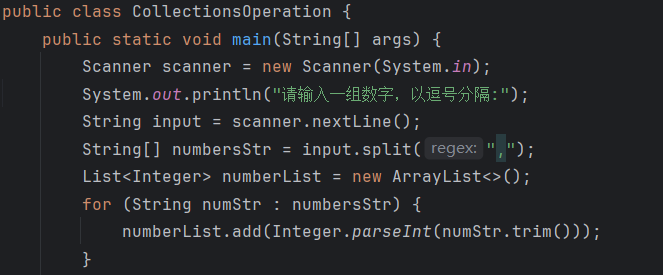 public class CollectionsOperation {
public static void main(String[] args) {
Scanner scanner = new Scanner(System.in);
System.out.println("请输入一组数字，以逗号分隔:");
String input = scanner.nextLine();
String[] numbersStr = input.split( regex: ",");
List<Integer> numberList = new ArrayList<>();
for (String numStr : numbersStr) {
numberList.add(Integer.parseInt(numStr.trim()));
}